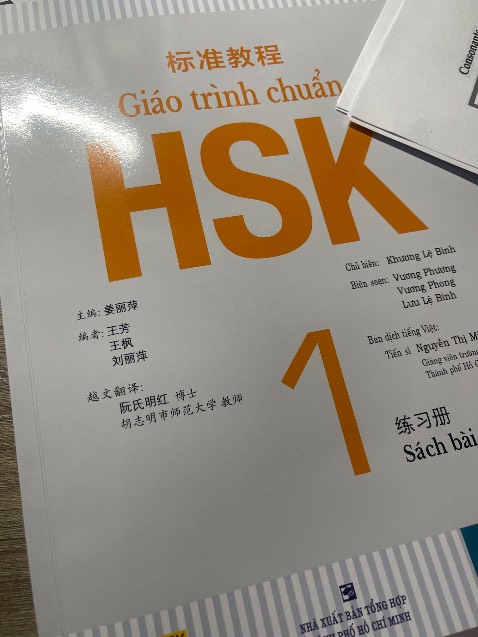 标准教程
Giáo trình chuẩn
HSK
1
主编: 姜丽萍
编者: 王芳
王枫
刘丽萍
越文翻译:
阮氏明红 博士
胡志明市师范大学 教师
Chủ biên: Khương Lệ Bình
Biên soạn: Vương Phương
Vương Phong
Lưu Lệ Bình
Bản dịch tiếng Việt:
Tiến sĩ Nguyễn Thị
Giảng viên trường
Thành phố Hồ
练习册
Sách bài
NHÀ XUẤT BẢN TỔNG HỢP
PHỐ HỒ CHÍ MINH